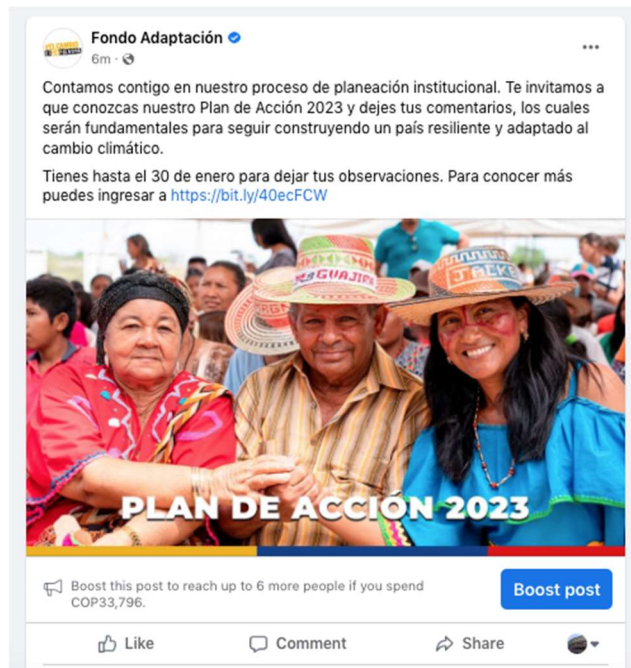 Fondo Adaptación
6m ·
Contamos contigo en nuestro proceso de planeación institucional. Te invitamos a
que conozcas nuestro Plan de Acción 2023 y dejes tus comentarios, los cuales
serán fundamentales para seguir construyendo un país resiliente y adaptado al
cambio climático.
Tienes hasta el 30 de enero para dejar tus observaciones. Para conocer más
puedes ingresar a https://bit.ly/40ecFCW
GUAJIRA
JACKE
PLAN DE ACCIÓN 2023
Boost this post to reach up to 6 more people if you spend
COP33,796.
Boost post
Like
Comment
Share